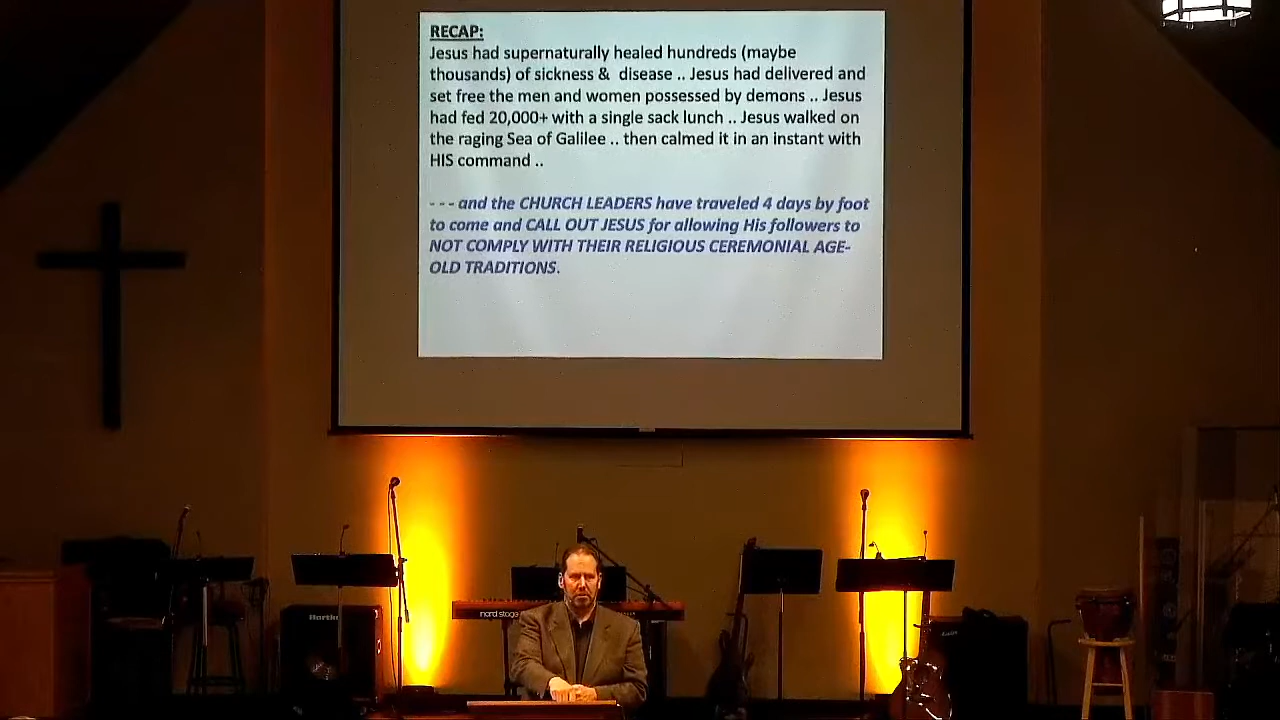 RECAP:
Jesus had supernaturally healed hundreds (maybe
thousands) of sickness &  disease .. Jesus had delivered and
set free the men and women possessed by demons .. Jesus
had fed 20,000+ with a single sack lunch .. Jesus walked on
the raging Sea of Galilee .. then calmed it in an instant with
HIS command ..
- - - and the CHURCH LEADERS have traveled 4 days by foot
to come and CALL OUT JESUS for allowing His followers to
NOT COMPLY WITH THEIR RELIGIOUS CEREMONIAL AGE-
OLD TRADITIONS.
nord stage